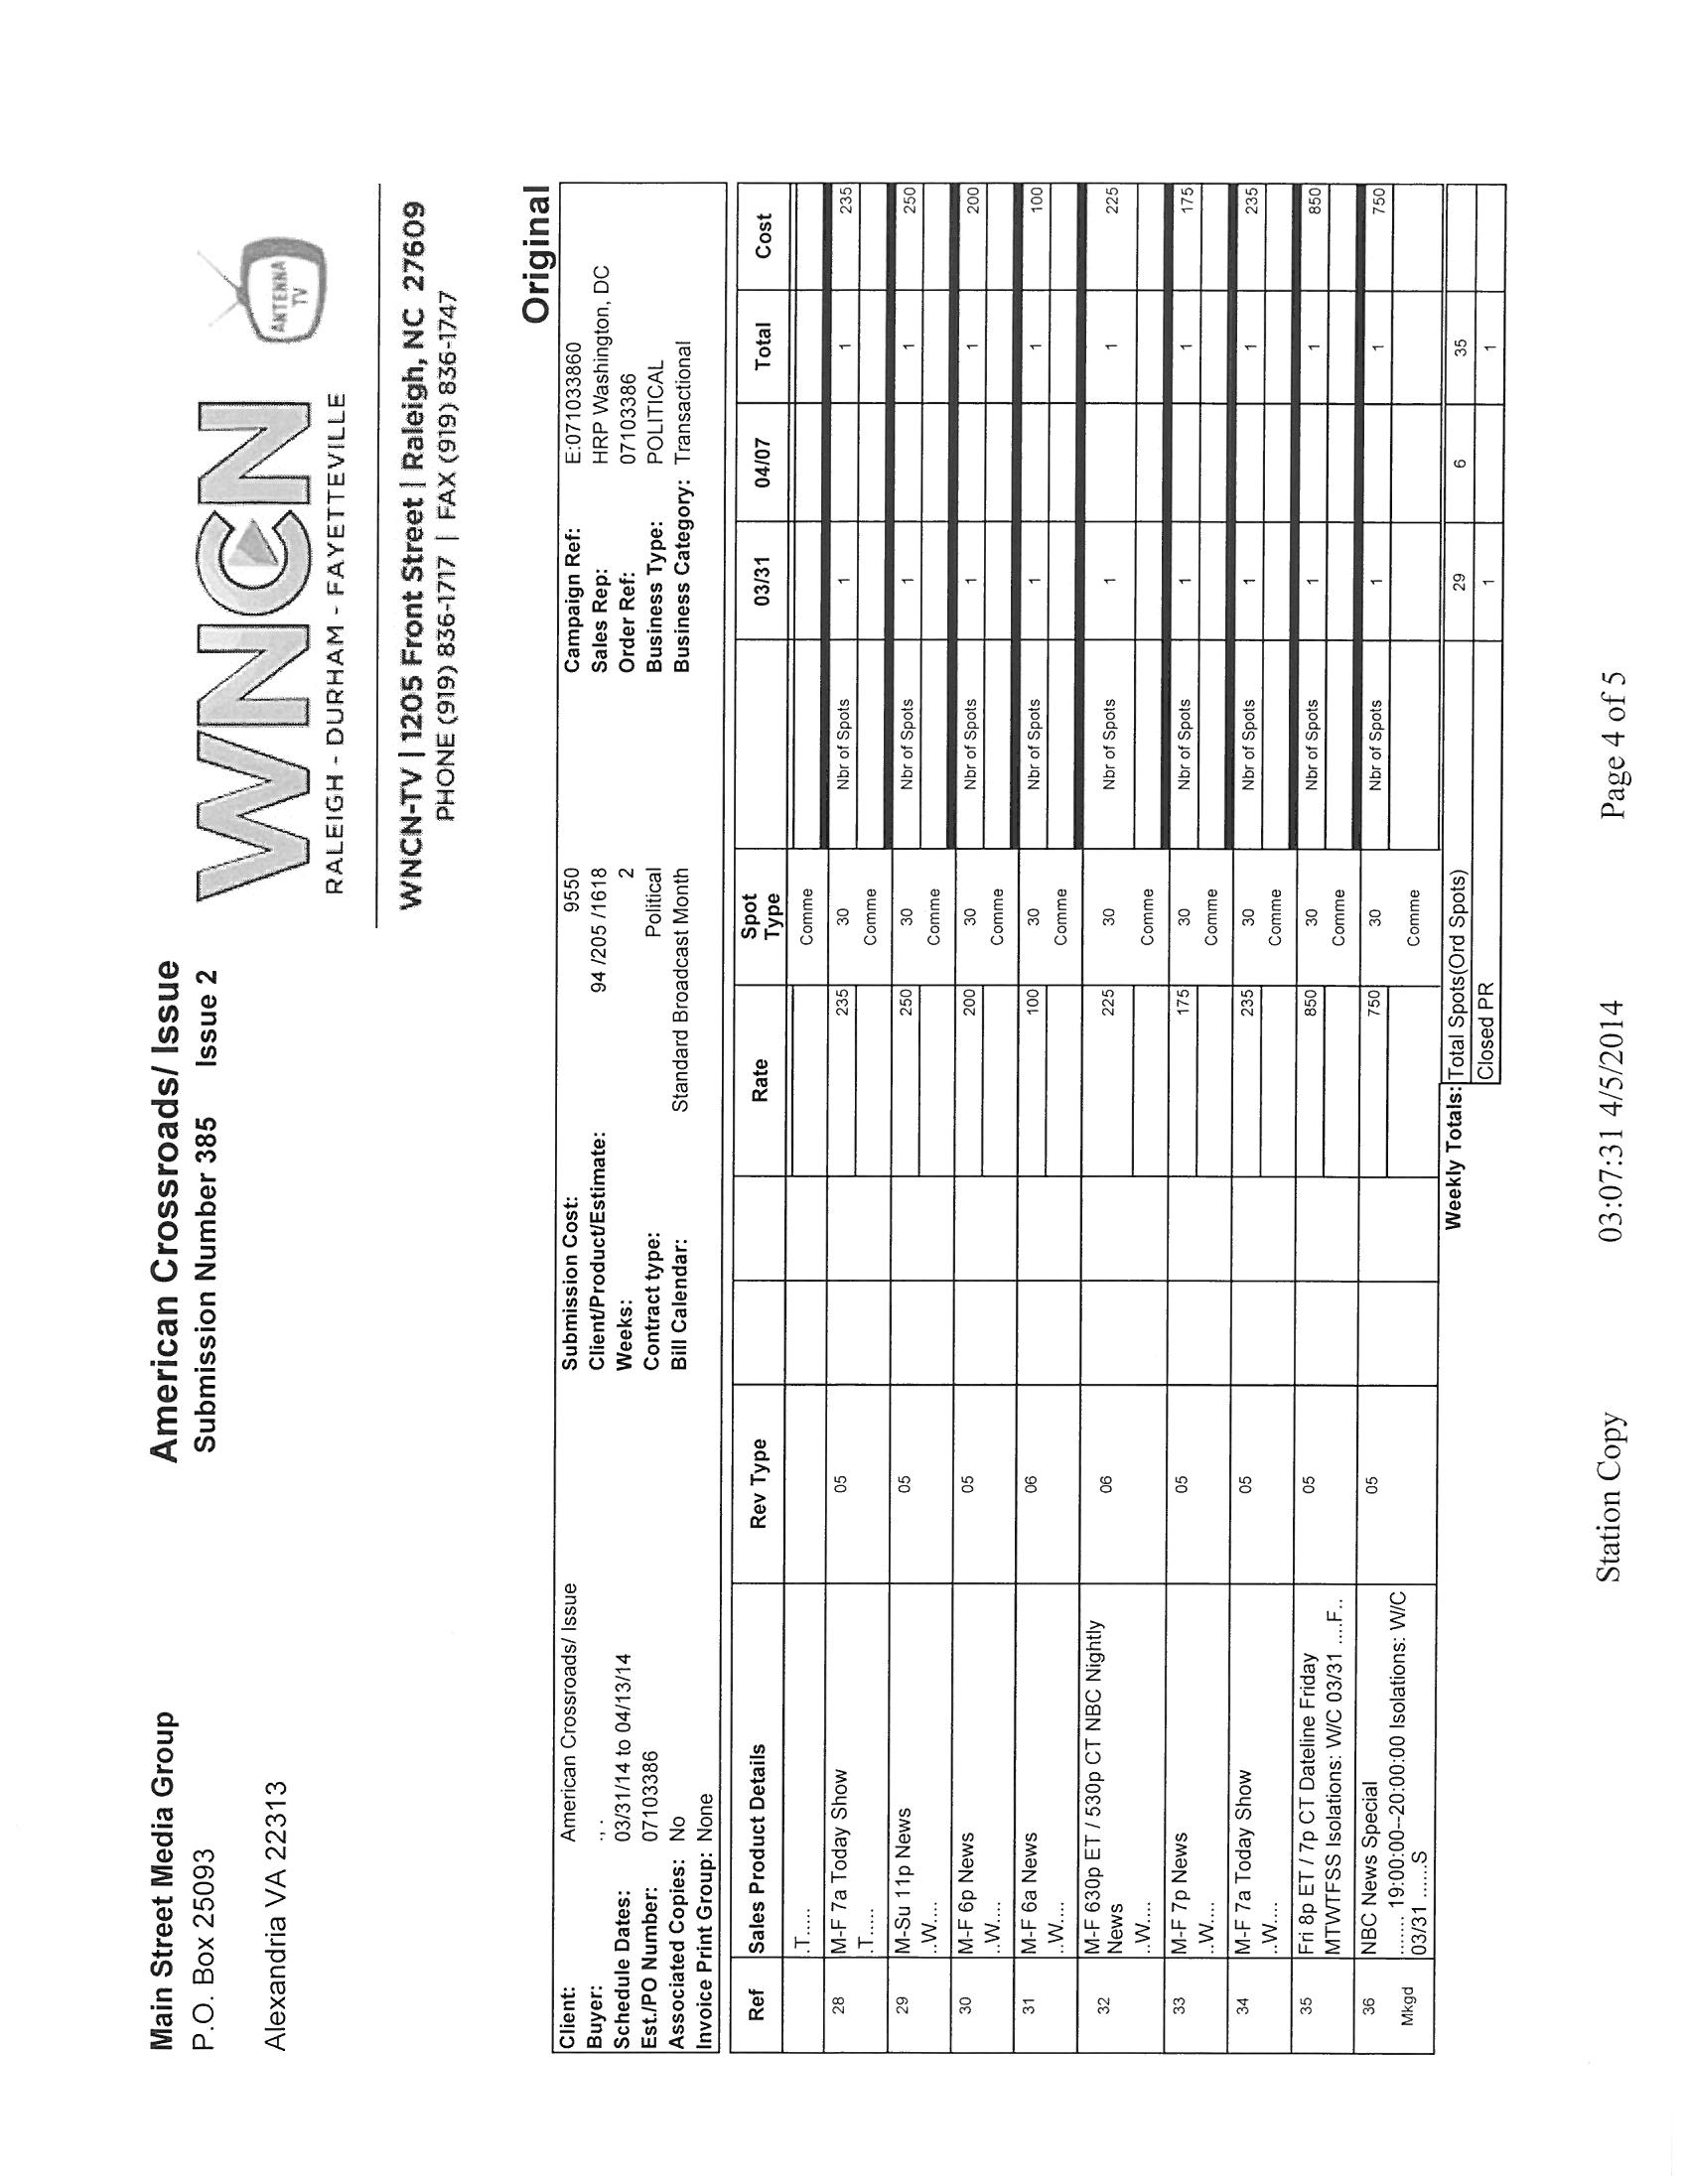 Main Street Media Group
P.O. Box 25093
Alexandria VA 22313
American Crossroads/ Issue
Submission Number 385 Issue 2
WNCN
RALEIGH - DURHAM - FAYETTEVILLE
ANTENNA
TV
WNCN-TV | 1205 Front Street | Raleigh, NC 27609
PHONE (919) 836-1717 | FAX (919) 836-1747
Original
Client: American Crossroads/ Issue Submission Cost: 9550 Campaign Ref: E:071033860
Buyer: ., . Client/Product/Estimate: 94 /205 /1618 Sales Rep: HRP Washington, DC
Schedule Dates: 03/31/14 to 04/13/14 Weeks: 2 Order Ref: 07103386
Est./PO Number: 07103386 Contract type: Political Business Type: POLITICAL
Associated Copies: No Bill Calendar: Standard Broadcast Month Business Category: Transactional
Invoice Print Group: None
Ref Sales Product Details Rev Type Rate Spot Type 03/31 04/07 Total Cost
.T..... Comme
28 M-F 7a Today Show 05 235 30 Nbr of Spots 1 1 235
.T..... Comme
29 M-Su 11p News 05 250 30 Nbr of Spots 1 1 250
..W.... Comme
30 M-F 6p News 05 200 30 Nbr of Spots 1 1 200
..W.... Comme
31 M-F 6a News 06 100 30 Nbr of Spots 1 1 100
..W.... Comme
32 M-F 630p ET / 530p CT NBC Nightly 06 225 30 Nbr of Spots 1 1 225
News
..W.... Comme
33 M-F 7p News 05 175 30 Nbr of Spots 1 1 175
..W.... Comme
34 M-F 7a Today Show 05 235 30 Nbr of Spots 1 1 235
..W.... Comme
35 Fri 8p ET / 7p CT Dateline Friday 05 850 30 Nbr of Spots 1 1 850
MTWTFSS Isolations: W/C 03/31 ....F.. Comme
36 NBC News Special 05 750 30 Nbr of Spots 1 1 750
Mkgd ....... 19:00:00--20:00:00 Isolations: W/C Comme
03/31 ......S
Weekly Totals: Total Spots(Ord Spots) 29 6 35
Closed PR 1 1
Station Copy 03:07:31 4/5/2014 Page 4 of 5